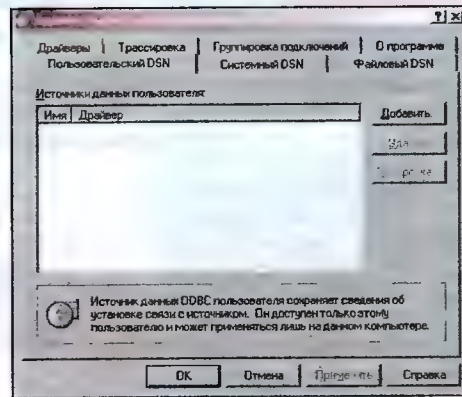 Драйверы Трассировка Группировка подключений О программе
Пользовательский DSN Системный DSN Файловый DSN
Источники данных пользователя:
Имя Драйвер
Добавить
Источник данных ODBC пользователя сохраняет сведения об
установке связи с источником. Он доступен только этому
пользователю и может применяться лишь на данном компьютере.
OK Отмена Справка